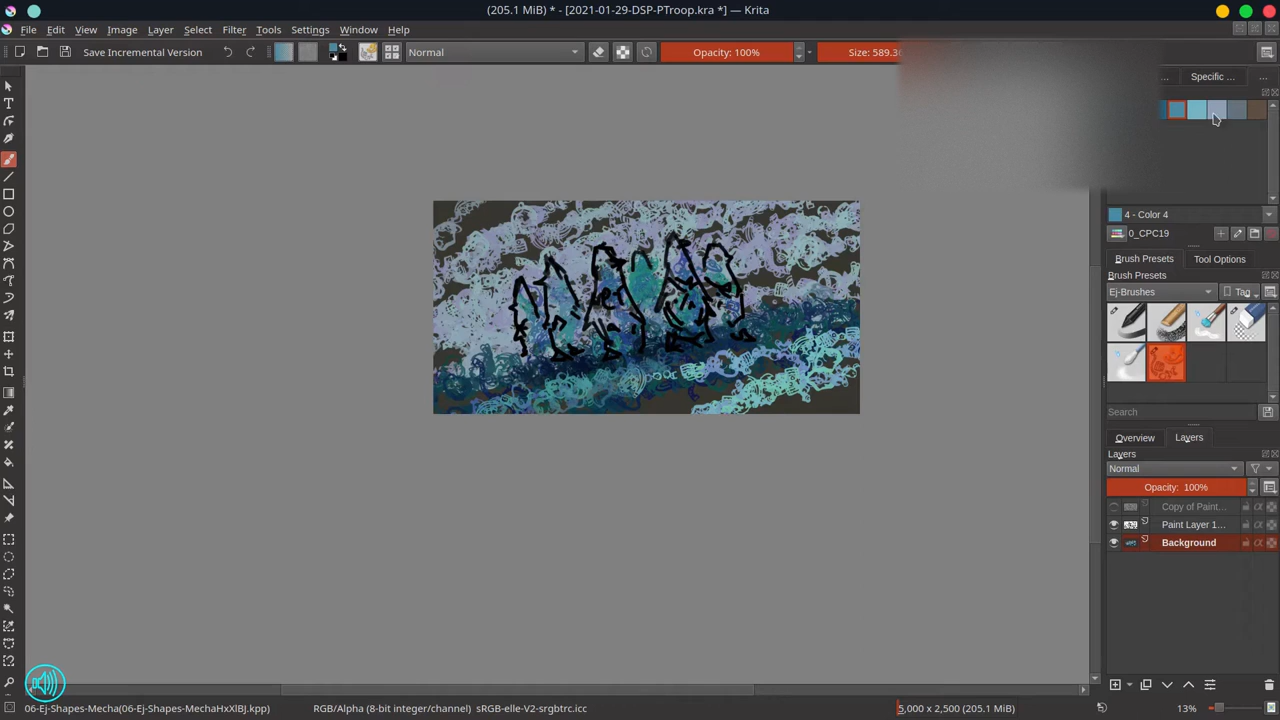 (205.1 MiB) * - [2021-01-29-DSP-PTroop.kra *] — Krita
File Edit View Image Layer Select Filter Tools Settings Window Help
Save Incremental Version Normal Opacity: 100% Size: 589.3
... Specific ... ...
4 - Color 4
0_CPC19
Brush Presets Tool Options
Brush Presets
Ej-Brushes Tag
Search
Overview Layers
Layers
Normal
Opacity: 100%
Copy of Paint...
Paint Layer 1...
Background
06-Ej-Shapes-Mecha(06-Ej-Shapes-MechaHxXlBJ.kpp) RGB/Alpha (8-bit integer/channel) sRGB-elle-V2-srgbtrc.icc 5,000 x 2,500 (205.1 MiB) 13%